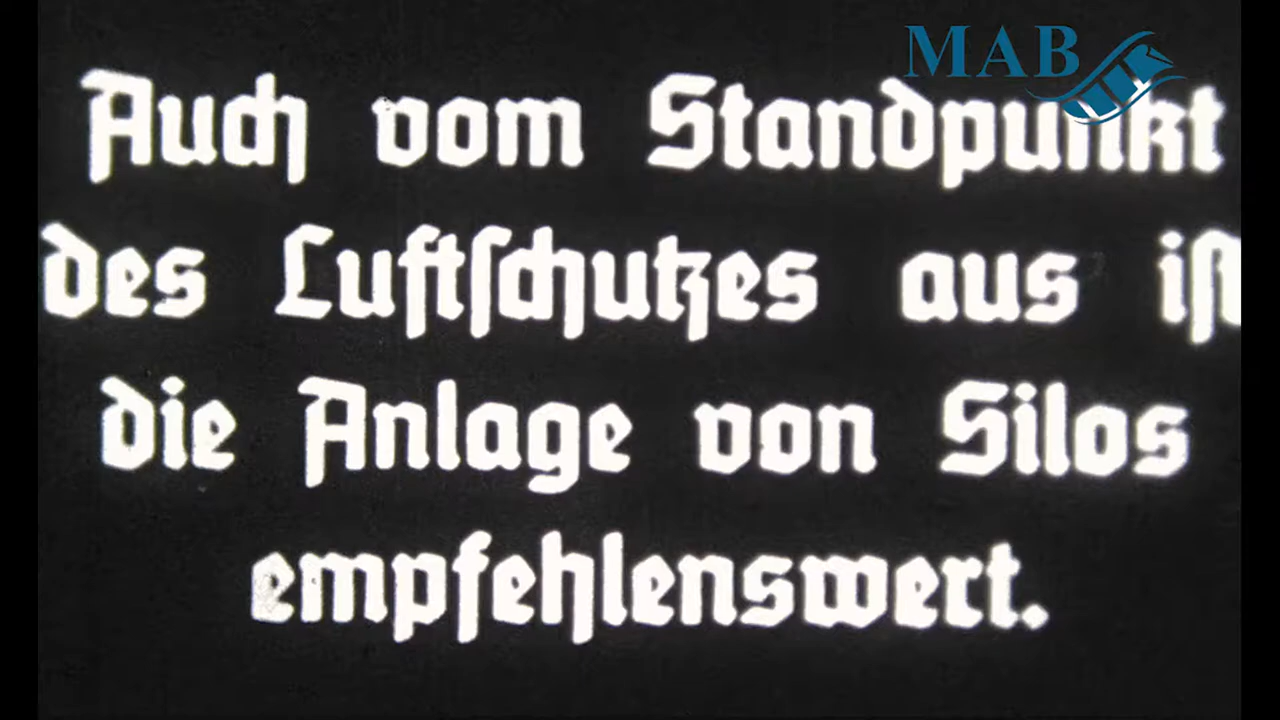 MAB
Auch vom Standpunkt
des Luftschutzes aus ist
die Anlage von Silos
empfehlenswert.